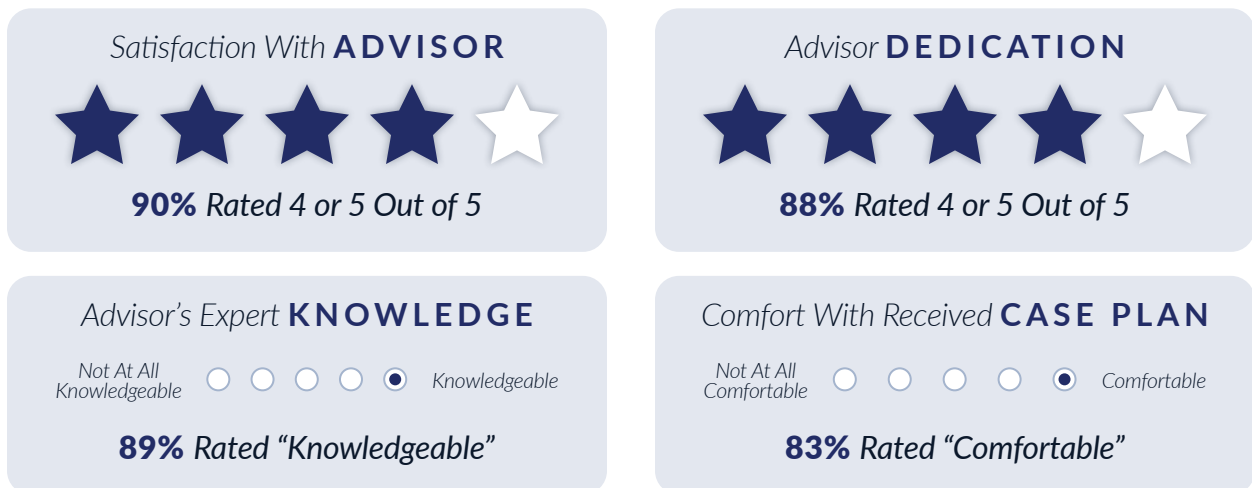 Satisfaction With ADVISOR
90% Rated 4 or 5 Out of 5
Advisor DEDICATION
88% Rated 4 or 5 Out of 5
Advisor’s Expert KNOWLEDGE
Not At All
Knowledgeable
Knowledgeable
89% Rated “Knowledgeable”
Comfort With Received CASE PLAN
Not At All
Comfortable
Comfortable
83% Rated “Comfortable”